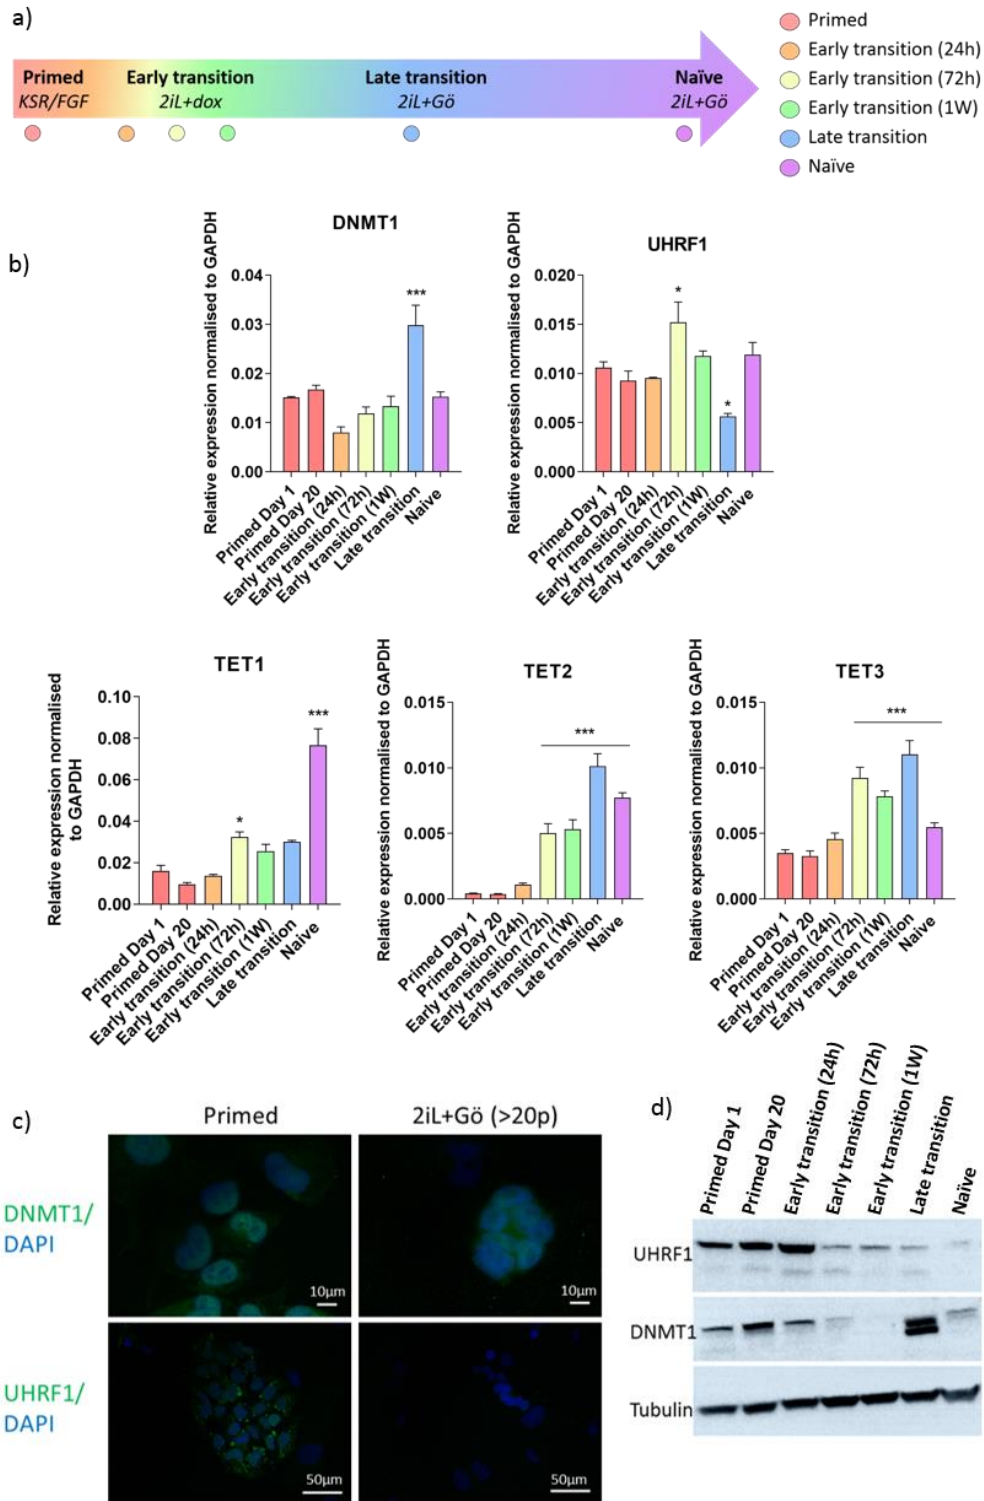 a)
Primed
KSR/FGF
Early transition
2iL+dox
Late transition
2iL+Gö
Naïve
2iL+Gö
Primed
Early transition (24h)
Early transition (72h)
Early transition (1W)
Late transition
Naïve
b)
DNMT1
Relative expression normalised to GAPDH
0.04
0.03
0.02
0.01
0.00
***
Primed Day 1
Primed Day 20
Early transition (24h)
Early transition (72h)
Early transition (1W)
Late transition
Naive
UHRF1
Relative expression normalised to GAPDH
0.020
0.015
0.010
0.005
0.000
*
*
Primed Day 1
Primed Day 20
Early transition (24h)
Early transition (72h)
Early transition (1W)
Late transition
Naive
TET1
Relative expression normalised
to GAPDH
0.10
0.08
0.06
0.04
0.02
0.00
*
***
Primed Day 1
Primed Day 20
Early transition (24h)
Early transition (72h)
Early transition (1W)
Late transition
Naive
TET2
Relative expression normalised to GAPDH
0.015
0.010
0.005
0.000
***
Primed Day 1
Primed Day 20
Early transition (24h)
Early transition (72h)
Early transition (1W)
Late transition
Naive
TET3
Relative expression normalised to GAPDH
0.015
0.010
0.005
0.000
***
Primed Day 1
Primed Day 20
Early transition (24h)
Early transition (72h)
Early transition (1W)
Late transition
Naive
c)
Primed
2iL+Gö (>20p)
DNMT1/
DAPI
10µm
10µm
UHRF1/
DAPI
50µm
50µm
d)
Primed Day 1
Primed Day 20
Early transition (24h)
Early transition (72h)
Early transition (1W)
Late transition
Naïve
UHRF1
DNMT1
Tubulin